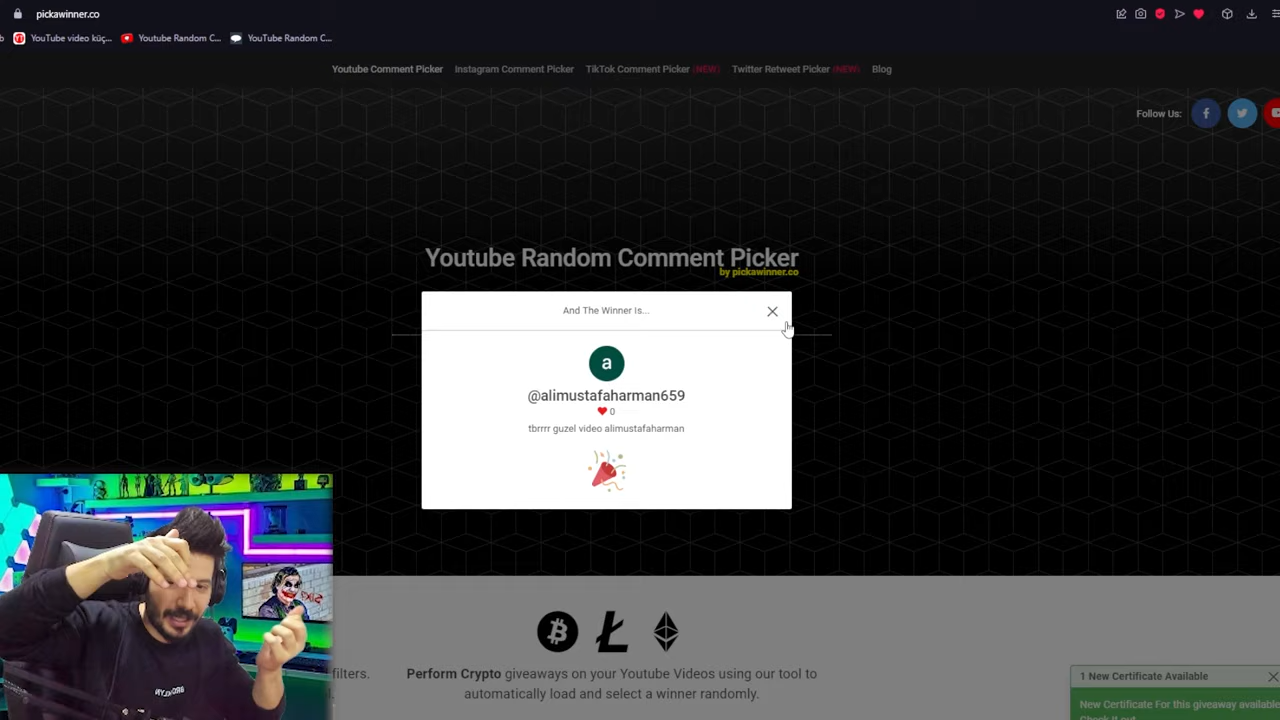 pickawinner.co
YouTube video küç...
Youtube Random C...
YouTube Random C...
Youtube Comment Picker
Instagram Comment Picker
TikTok Comment Picker (NEW)
Twitter Retweet Picker (NEW)
Blog
Follow Us:
Youtube Random Comment Picker
by pickawinner.co
And The Winner Is...
a
@alimustafaharman659
0
tbrrrr guzel video alimustafaharman
filters.
Perform Crypto giveaways on your Youtube Videos using our tool to
automatically load and select a winner randomly.
1 New Certificate Available
New Certificate For this giveaway available
Check it out